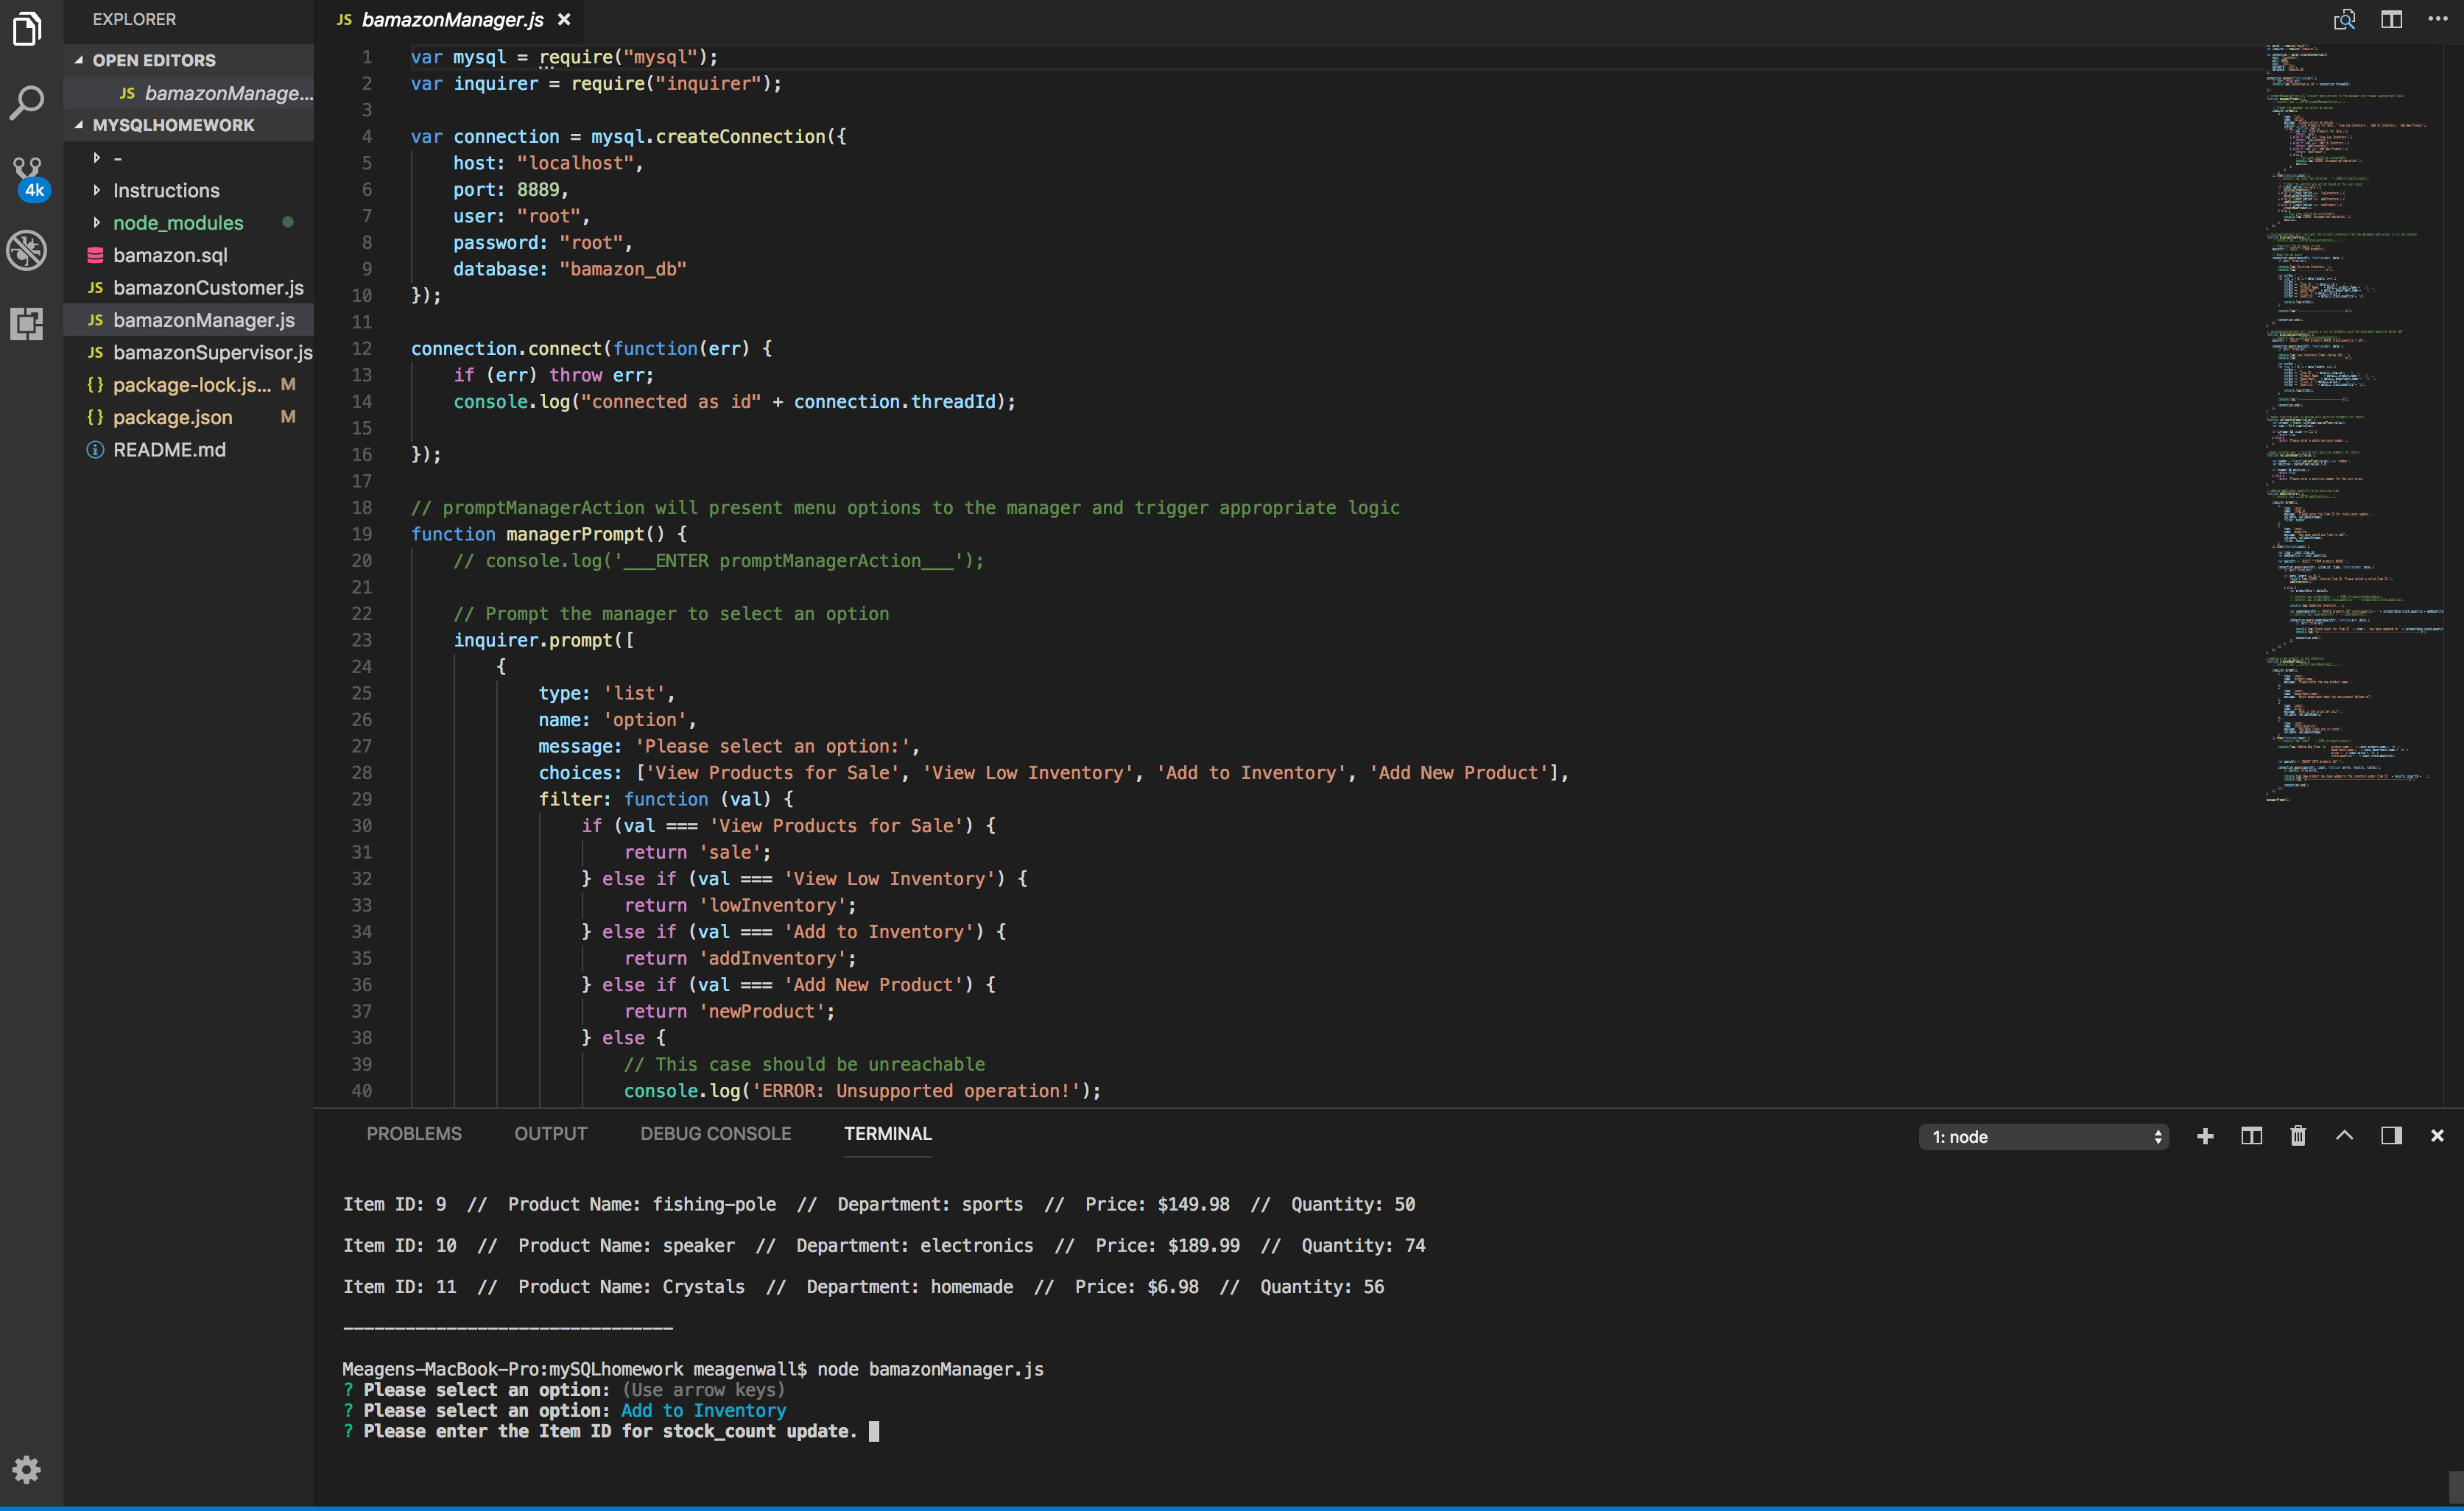 EXPLORER
OPEN EDITORS
JS bamazonManage...
MYSQLHOMEWORK
-
Instructions
node_modules
bamazon.sql
JS bamazonCustomer.js
JS bamazonManager.js
JS bamazonSupervisor.js
{} package-lock.js... M
{} package.json M
README.md
4k
JS bamazonManager.js ×
1 var mysql = require("mysql");
2 var inquirer = require("inquirer");
3
4 var connection = mysql.createConnection({
5     host: "localhost",
6     port: 8889,
7     user: "root",
8     password: "root",
9     database: "bamazon_db"
10 });
11
12 connection.connect(function(err) {
13     if (err) throw err;
14     console.log("connected as id" + connection.threadId);
15
16 });
17
18 // promptManagerAction will present menu options to the manager and trigger appropriate logic
19 function managerPrompt() {
20     // console.log('___ENTER promptManagerAction___');
21
22     // Prompt the manager to select an option
23     inquirer.prompt([
24         {
25             type: 'list',
26             name: 'option',
27             message: 'Please select an option:',
28             choices: ['View Products for Sale', 'View Low Inventory', 'Add to Inventory', 'Add New Product'],
29             filter: function (val) {
30                 if (val === 'View Products for Sale') {
31                     return 'sale';
32                 } else if (val === 'View Low Inventory') {
33                     return 'lowInventory';
34                 } else if (val === 'Add to Inventory') {
35                     return 'addInventory';
36                 } else if (val === 'Add New Product') {
37                     return 'newProduct';
38                 } else {
39                     // This case should be unreachable
40                     console.log('ERROR: Unsupported operation!');
PROBLEMS OUTPUT DEBUG CONSOLE TERMINAL 1: node
Item ID: 9  //  Product Name: fishing-pole  //  Department: sports  //  Price: $149.98  //  Quantity: 50
Item ID: 10  //  Product Name: speaker  //  Department: electronics  //  Price: $189.99  //  Quantity: 74
Item ID: 11  //  Product Name: Crystals  //  Department: homemade  //  Price: $6.98  //  Quantity: 56
--------------------------------
Meagens-MacBook-Pro:mySQLhomework meagenwall$ node bamazonManager.js
? Please select an option: (Use arrow keys)
? Please select an option: Add to Inventory
? Please enter the Item ID for stock_count update.